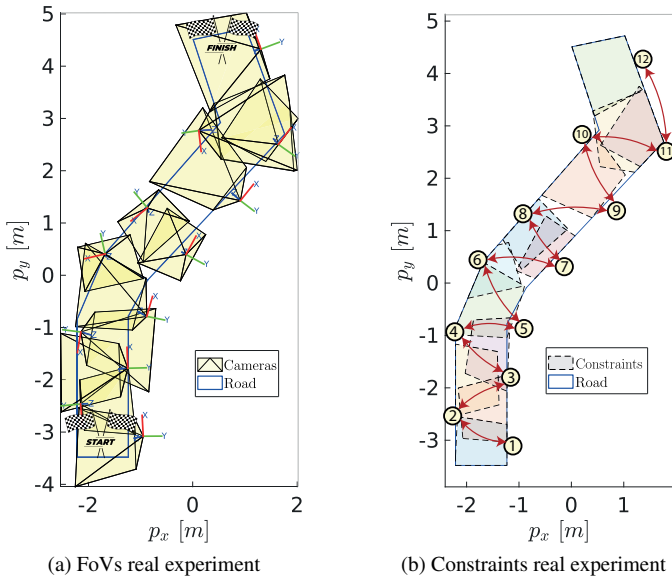 5
4
3
2
1
0
-1
-2
-3
-4
-2
0
2
p_y [m]
p_x [m]
FINISH
START
Cameras
Road
Y
X
Z
(a) FoVs real experiment
5
4
3
2
1
0
-1
-2
-3
-2
-1
0
1
p_y [m]
p_x [m]
12
11
10
9
8
7
6
5
4
3
2
1
Constraints
Road
(b) Constraints real experiment